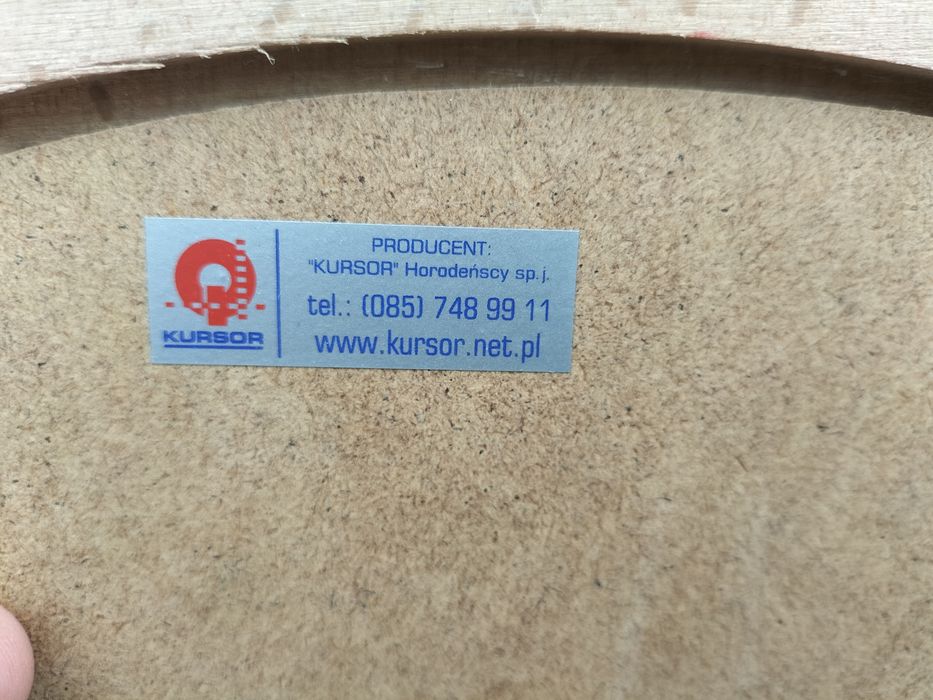 KURSOR
PRODUCENT:
"KURSOR" Horodeńscy sp. j.
tel.: (085) 748 99 11
www.kursor.net.pl